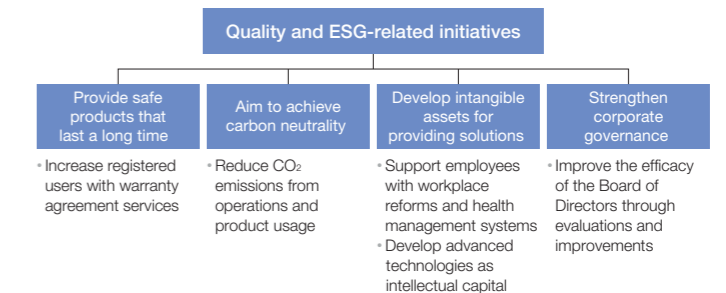 Quality and ESG-related initiatives
Provide safe
products that
last a long time
• Increase registered
users with warranty
agreement services
Aim to achieve
carbon neutrality
• Reduce CO₂
emissions from
operations and
product usage
Develop intangible
assets for
providing solutions
• Support employees
with workplace
reforms and health
management systems
• Develop advanced
technologies as
intellectual capital
Strengthen
corporate
governance
• Improve the efficacy
of the Board of
Directors through
evaluations and
improvements